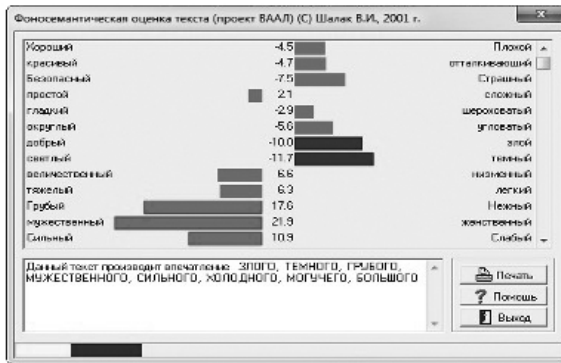 Фоносемантическая оценка текста (проект ВААЛ) (C) Шалак В.И., 2001 г.
Хороший -4.5 Плохой
красивый -4.7 отталкивающий
Безопасный -7.5 Страшный
простой 2.1 сложный
гладкий -2.9 шероховатый
округлый -5.6 угловатый
добрый -10.0 злой
светлый -11.7 темный
величественный 6.6 низменный
тяжелый 6.3 легкий
Грубый 17.6 Нежный
мужественный 21.9 женственный
Сильный 10.9 Слабый
Данный текст производит впечатление ЗЛОГО, ТЕМНОГО, ГРУБОГО,
МУЖЕСТВЕННОГО, СИЛЬНОГО, ХОЛОДНОГО, МОГУЧЕГО, БОЛЬШОГО
Печать
? Помощь
Выход